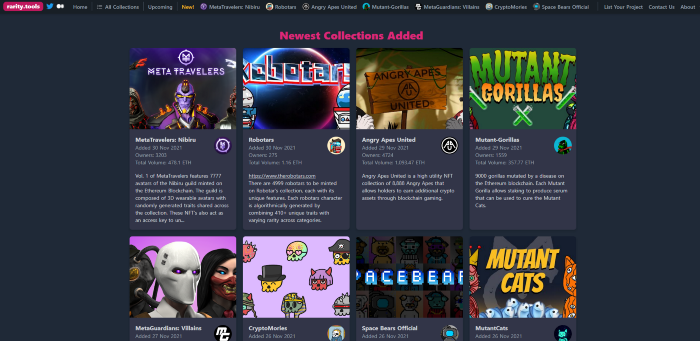 rarity.tools Home All Collections Upcoming New! MetaTravelers: Nibiru Robotars Angry Apes United Mutant-Gorillas MetaGuardians: Villains CryptoMories Space Bears Official List Your Project Contact Us About
Newest Collections Added
META TRAVELERS
Robotars
ANGRY APES
UNITED
MUTANT
GORILLAS
MetaTravelers: Nibiru
Added 30 Nov 2021
Owners: 3203
Total Volume: 478.1 ETH
Vol. 1 of MetaTravelers features 7777
avatars of the Nibiru guild minted on
the Ethereum Blockchain. The guild is
composed of 3D wearable avatars with
randomly generated traits shared across
the collection. These NFT's also act as
an access key to un...
Robotars
Added 30 Nov 2021
Owners: 275
Total Volume: 1.16 ETH
https://www.therobotars.com
There are 4999 robotars to be minted
on Robotar's collection, each with its
unique features. Each robotars character
is algorithmically generated by
combining 410+ unique traits with
varying rarity across categories.
Angry Apes United
Added 29 Nov 2021
Owners: 4724
Total Volume: 1,093.47 ETH
Angry Apes United is a high utility NFT
collection of 8,888 Angry Apes that
allows holders to earn additional crypto
assets through blockchain gaming.
Mutant-Gorillas
Added 29 Nov 2021
Owners: 1559
Total Volume: 357.77 ETH
9000 gorillas mutated by a disease on
the Ethereum blockchain. Each Mutant
Gorilla allows staking to produce serum
that can be used to cure the Mutant
Cats.
SPACEBEARS
MUTANT
CATS
MetaGuardians: Villains
Added 27 Nov 2021
CryptoMories
Added 26 Nov 2021
Space Bears Official
Added 26 Nov 2021
MutantCats
Added 26 Nov 2021